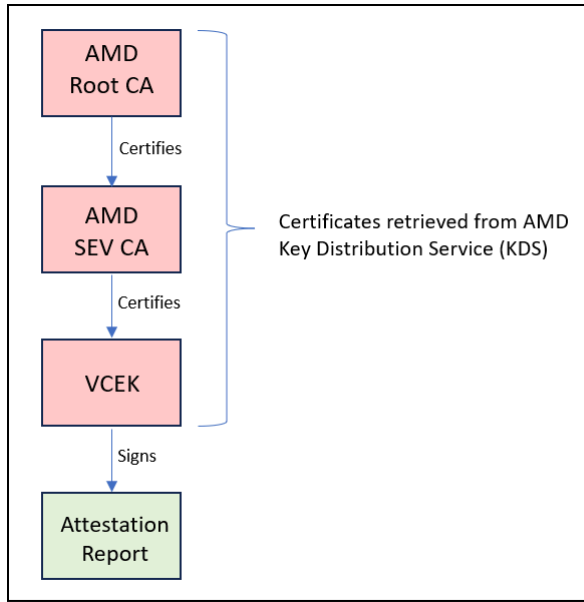 AMD
Root CA
Certifies
AMD
SEV CA
Certificates retrieved from AMD
Key Distribution Service (KDS)
Certifies
VCEK
Signs
Attestation
Report